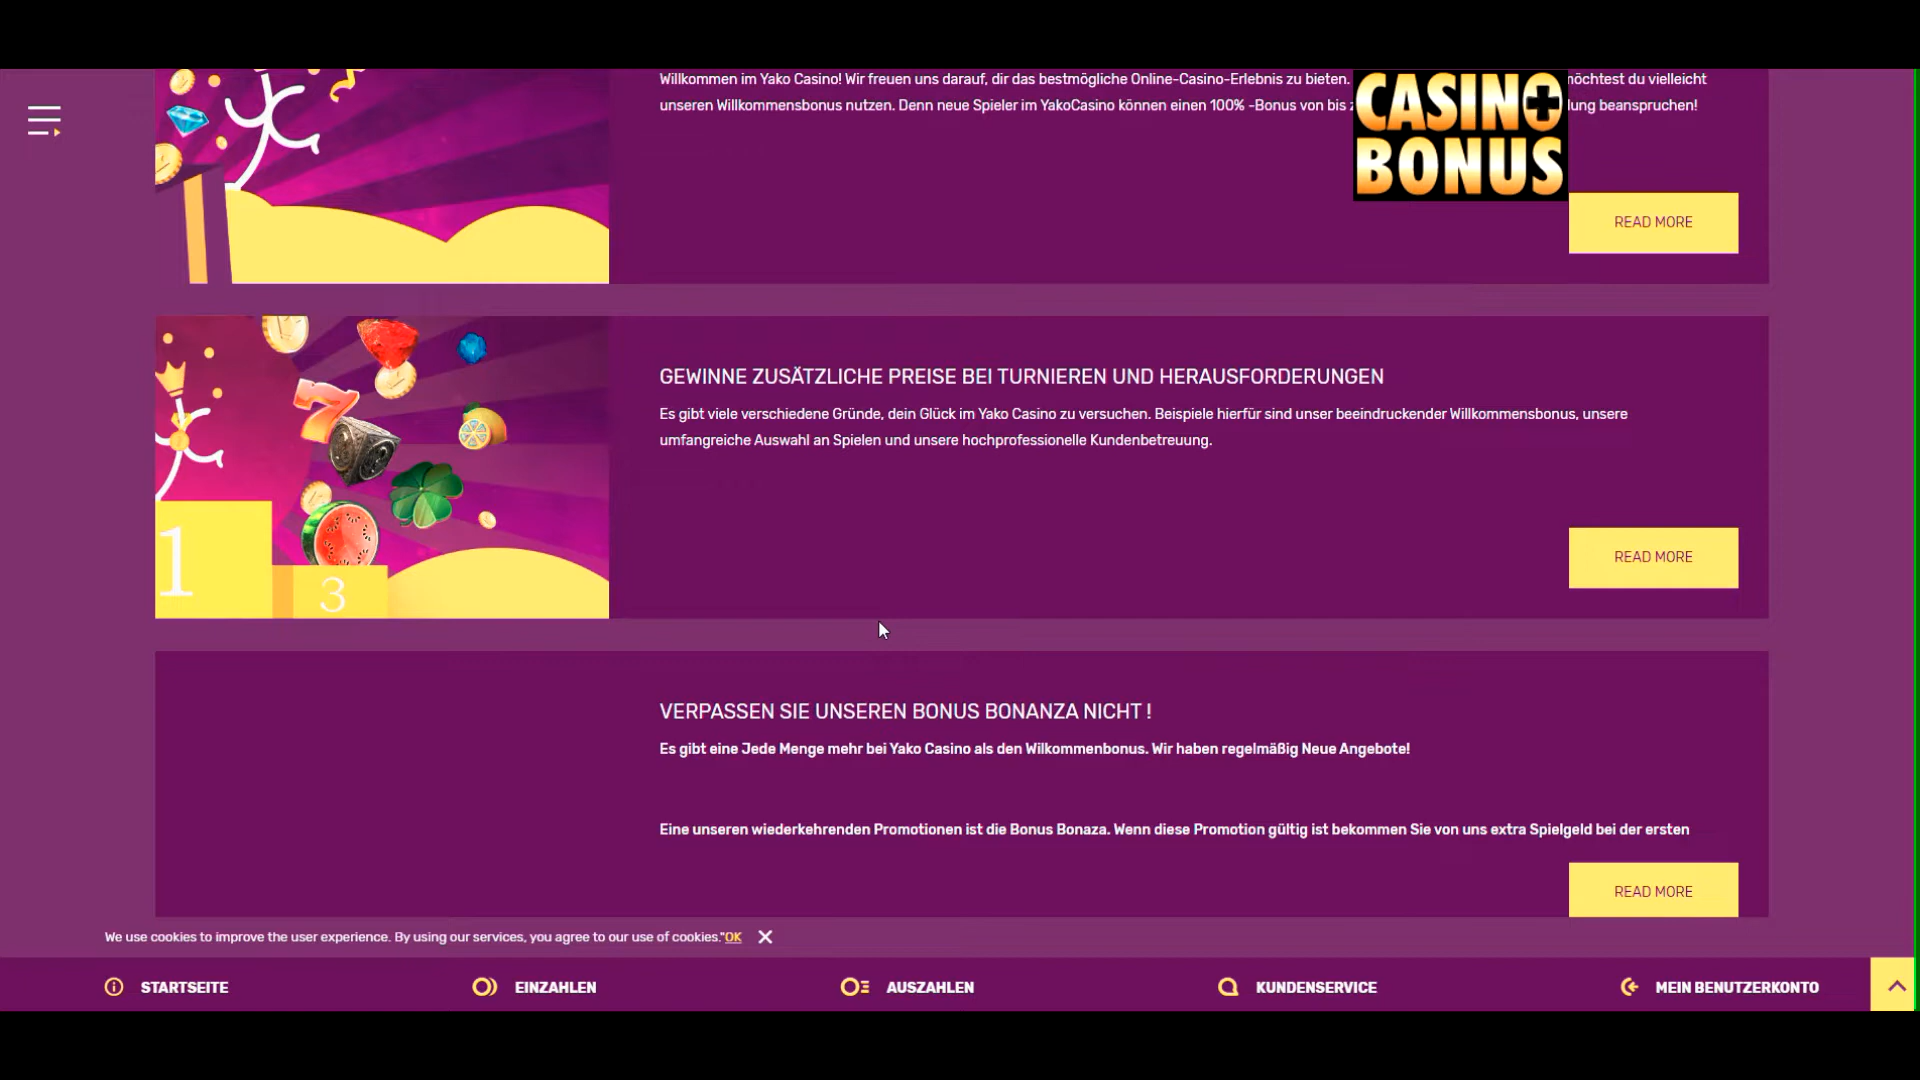 Willkommen im Yako Casino! Wir freuen uns darauf, dir das bestmögliche Online-Casino-Erlebnis zu bieten. möchtest du vielleicht
unseren Willkommensbonus nutzen. Denn neue Spieler im YakoCasino können einen 100% -Bonus von bis beanspruchen!
CASINO
BONUS
READ MORE
GEWINNE ZUSÄTZLICHE PREISE BEI TURNIEREN UND HERAUSFORDERUNGEN
Es gibt viele verschiedene Gründe, dein Glück im Yako Casino zu versuchen. Beispiele hierfür sind unser beeindruckender Willkommensbonus, unsere
umfangreiche Auswahl an Spielen und unsere hochprofessionelle Kundenbetreuung.
READ MORE
1
3
VERPASSEN SIE UNSEREN BONUS BONANZA NICHT !
Es gibt eine Jede Menge mehr bei Yako Casino als den Wilkommenbonus. Wir haben regelmäßig Neue Angebote!
Eine unseren wiederkehrenden Promotionen ist die Bonus Bonaza. Wenn diese Promotion gültig ist bekommen Sie von uns extra Spielgeld bei der ersten
READ MORE
We use cookies to improve the user experience. By using our services, you agree to our use of cookies."OK
STARTSEITE
EINZAHLEN
AUSZAHLEN
KUNDENSERVICE
MEIN BENUTZERKONTO